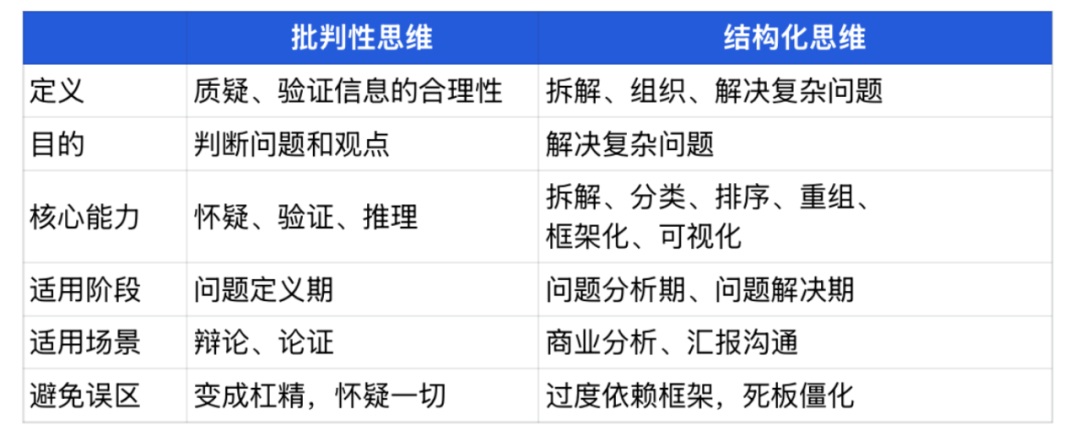 批判性思维 结构化思维
定义 质疑、验证信息的合理性 拆解、组织、解决复杂问题
目的 判断问题和观点 解决复杂问题
核心能力 怀疑、验证、推理 拆解、分类、排序、重组、
框架化、可视化
适用阶段 问题定义期 问题分析期、问题解决期
适用场景 辩论、论证 商业分析、汇报沟通
避免误区 变成杠精，怀疑一切 过度依赖框架，死板僵化